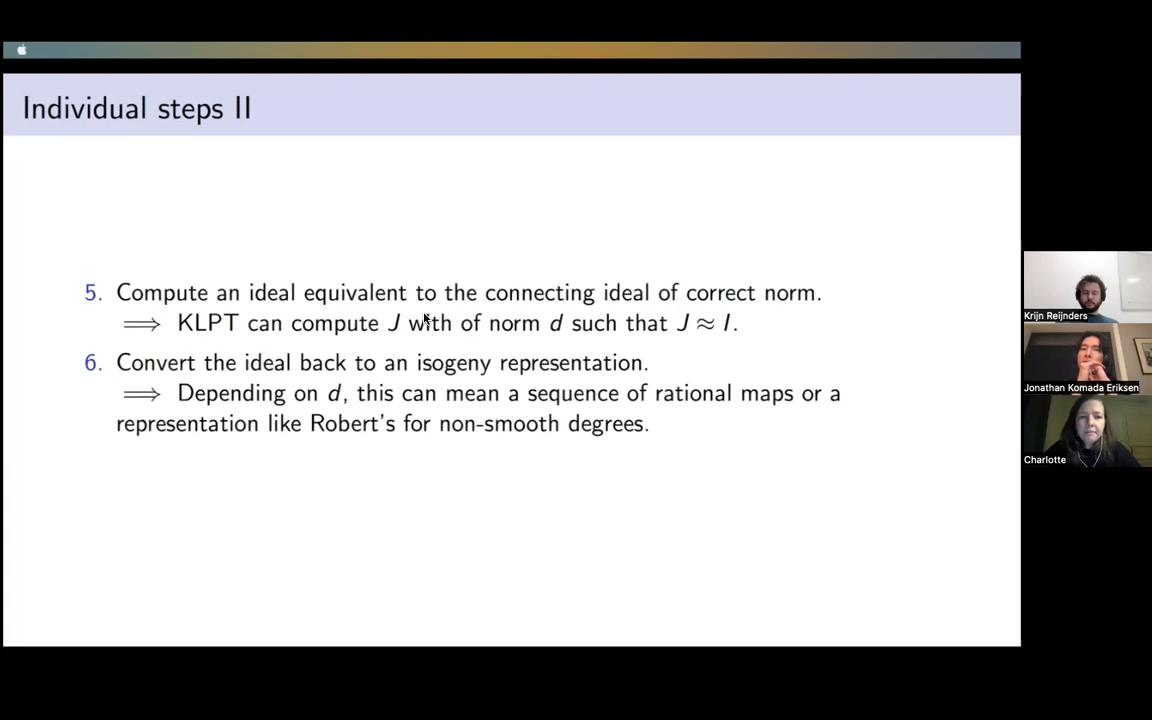 Individual steps II
5. Compute an ideal equivalent to the connecting ideal of correct norm.
⟹ KLPT can compute J with of norm d such that J ≈ I.
6. Convert the ideal back to an isogeny representation.
⟹ Depending on d, this can mean a sequence of rational maps or a
representation like Robert's for non-smooth degrees.
Krijn Reijnders
Jonathan Komada Eriksen
Charlotte